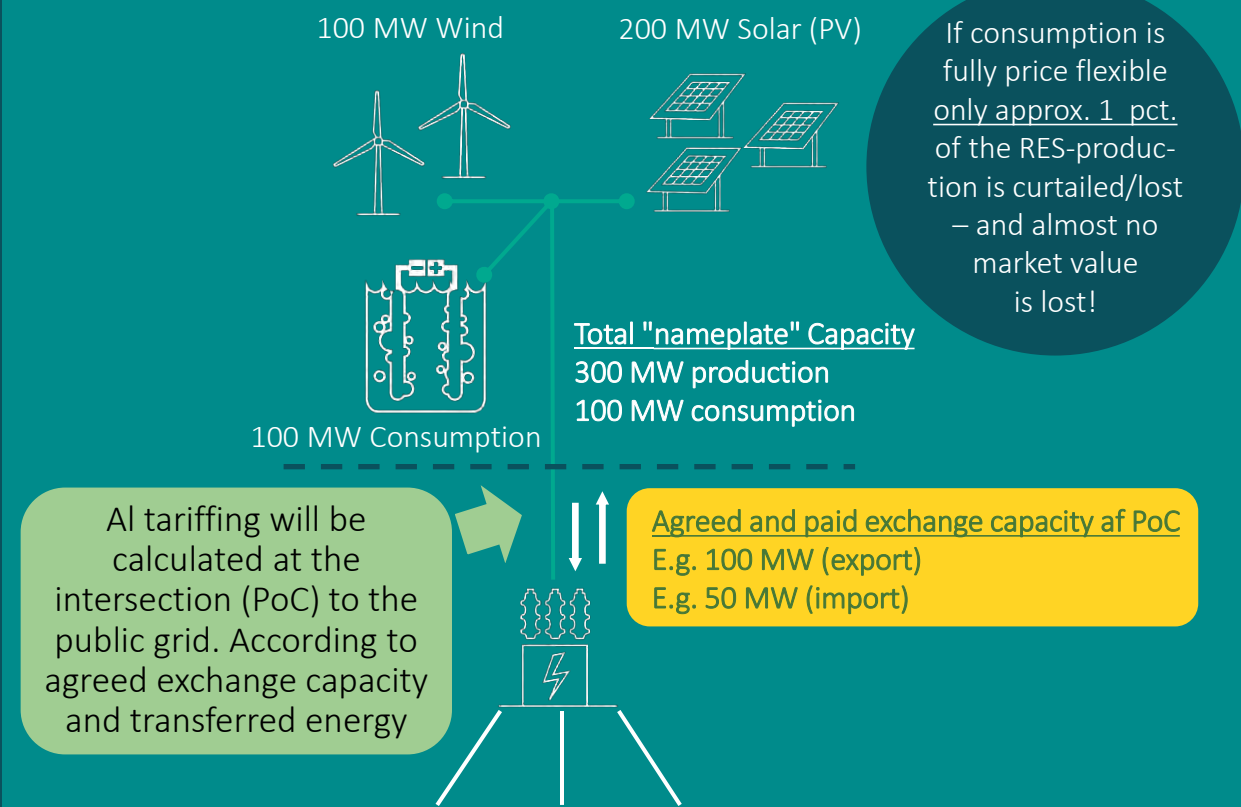 100 MW Wind
200 MW Solar (PV)
If consumption is
fully price flexible
only approx. 1 pct.
of the RES-produc-
tion is curtailed/lost
– and almost no
market value
is lost!
Total "nameplate" Capacity
300 MW production
100 MW consumption
100 MW Consumption
Al tariffing will be
calculated at the
intersection (PoC) to the
public grid. According to
agreed exchange capacity
and transferred energy
Agreed and paid exchange capacity af PoC
E.g. 100 MW (export)
E.g. 50 MW (import)